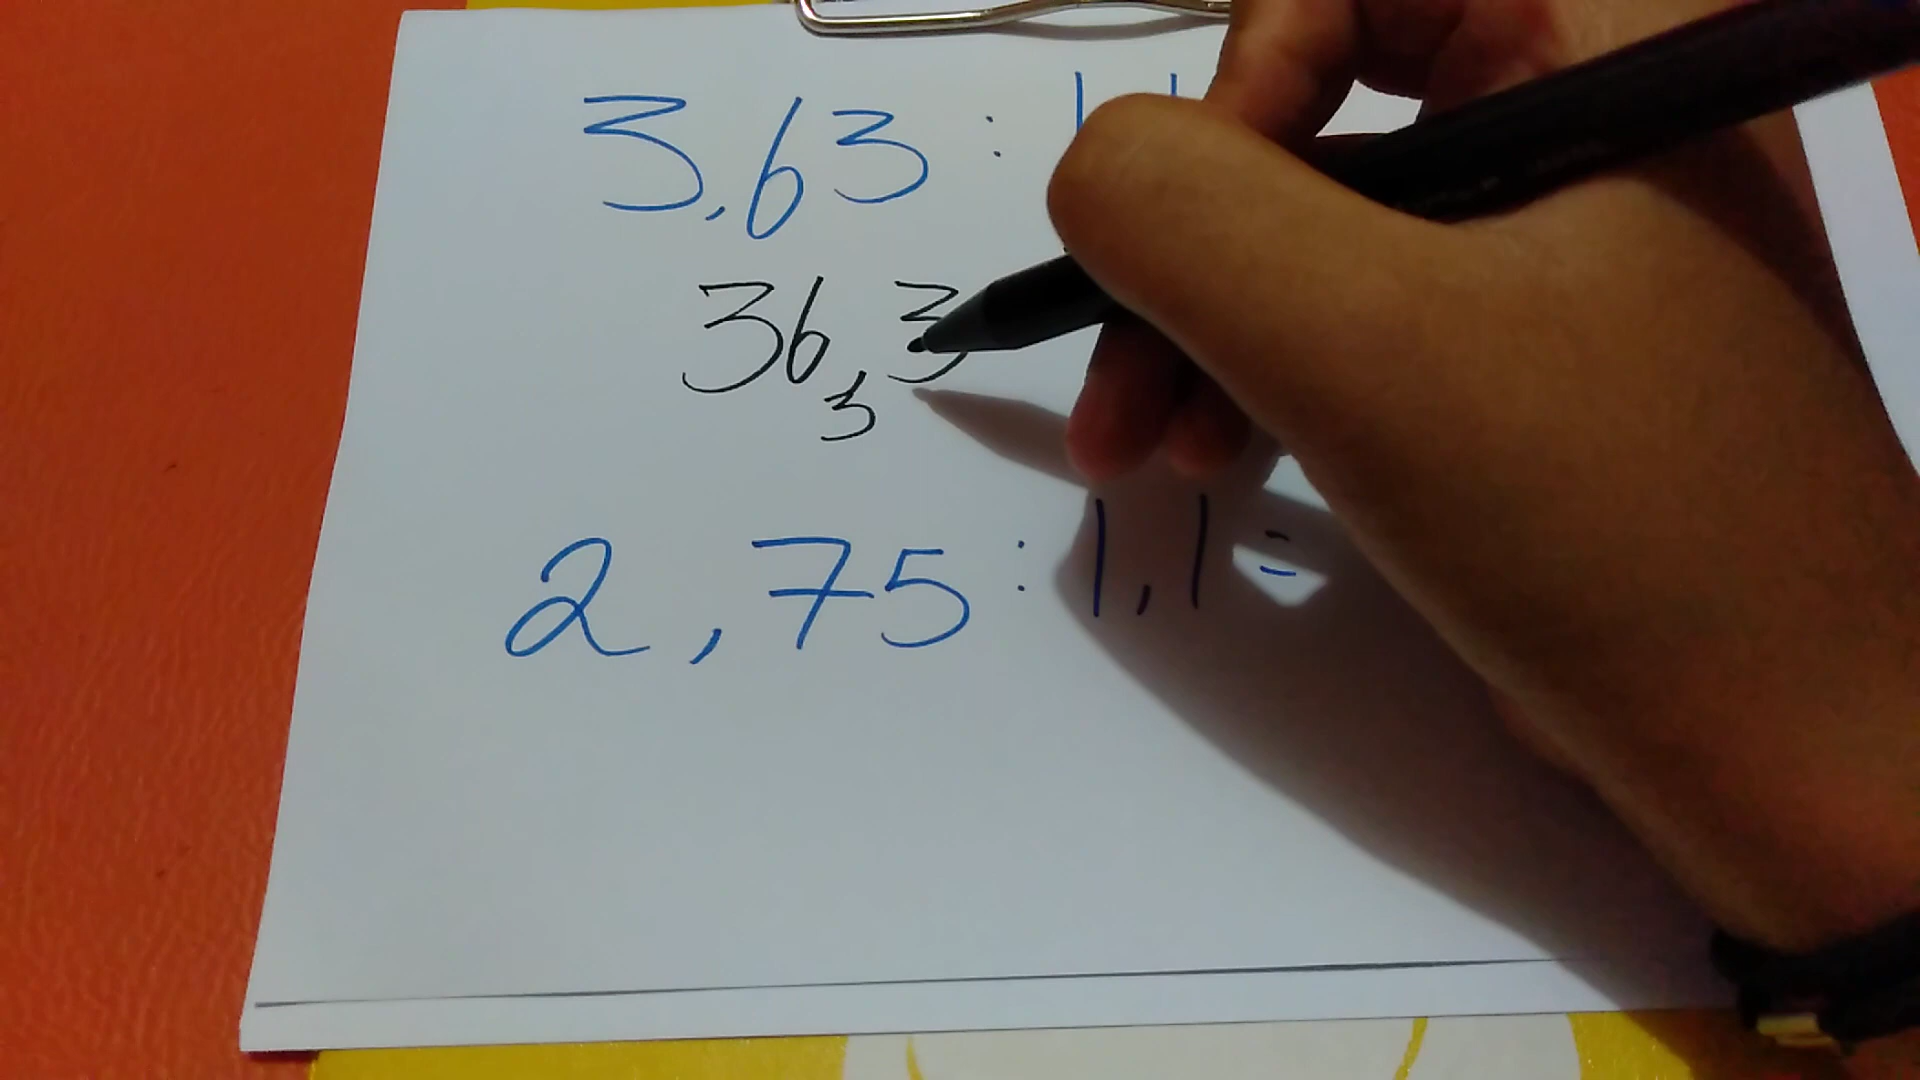 3,63 :
36,3
3
2,75 : 1,1 =